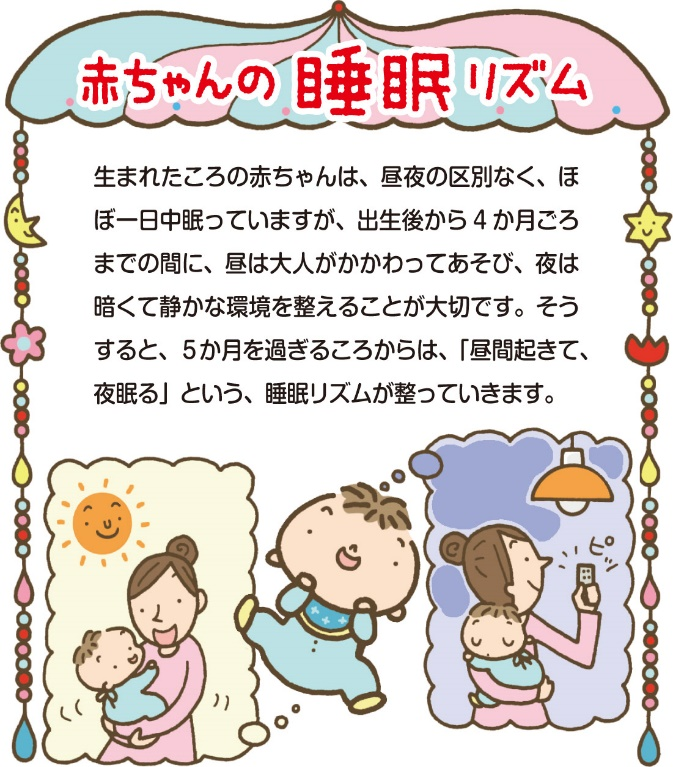 赤ちゃんの睡眠リズム
生まれたころの赤ちゃんは、昼夜の区別なく、ほ
ぼ一日中眠っていますが、出生後から4か月ごろ
までの間に、昼は大人がかかわってあそび、夜は
暗くて静かな環境を整えることが大切です。そう
すると、5か月を過ぎるころからは、「昼間起きて、
夜眠る」という、睡眠リズムが整っていきます。
ピ